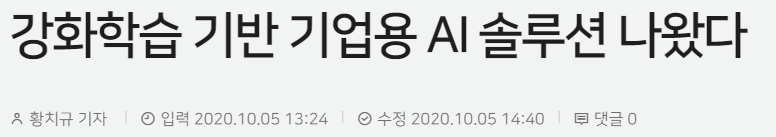 강화학습 기반 기업용 AI 솔루션 나왔다
황치규 기자 입력 2020.10.05 13:24 수정 2020.10.05 14:40 댓글 0